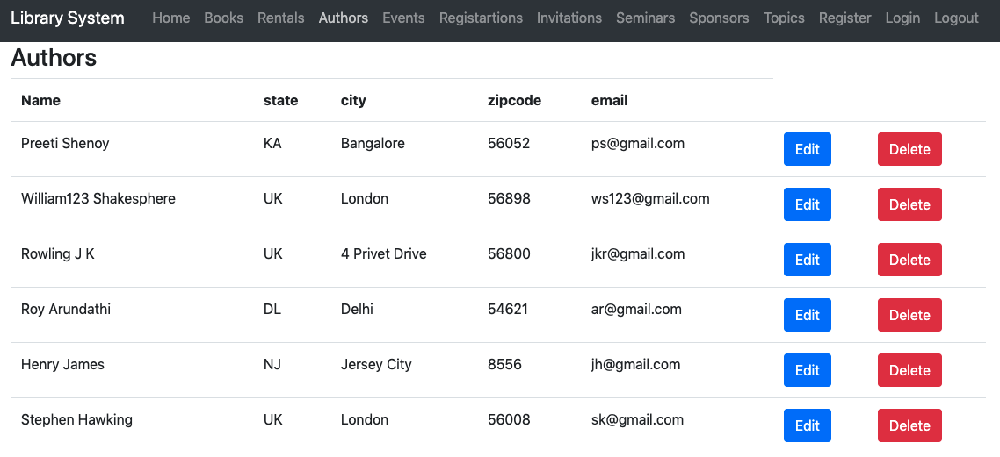 Library System Home Books Rentals Authors Events Registartions Invitations Seminars Sponsors Topics Register Login Logout
Authors
Name state city zipcode email
Preeti Shenoy KA Bangalore 56052 ps@gmail.com Edit Delete
William123 Shakesphere UK London 56898 ws123@gmail.com Edit Delete
Rowling J K UK 4 Privet Drive 56800 jkr@gmail.com Edit Delete
Roy Arundathi DL Delhi 54621 ar@gmail.com Edit Delete
Henry James NJ Jersey City 8556 jh@gmail.com Edit Delete
Stephen Hawking UK London 56008 sk@gmail.com Edit Delete